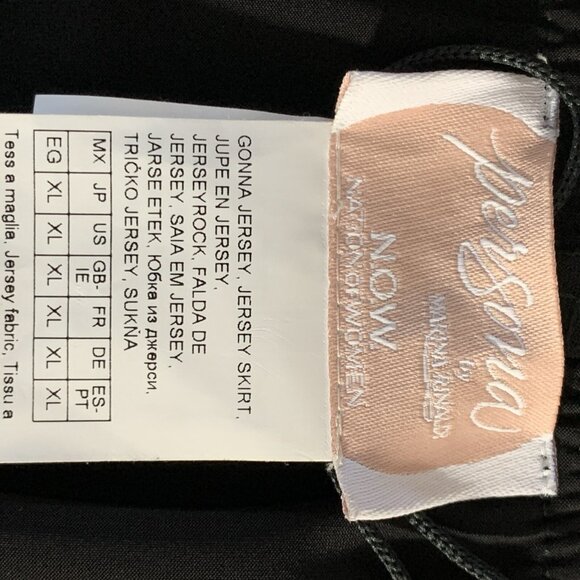 persona
by
MARINA RINALDI
N.O.W.
NATION OF WOMEN
GONNA JERSEY, JERSEY SKIRT,
JUPE EN JERSEY,
JERSEYROCK, FALDA DE
JERSEY, SAIA EM JERSEY,
JARSE ETEK, Юбка из джерси,
TRIČKO JERSEY, SUKŇA
MX JP US GB-IE FR DE ES-PT
EG XL XL XL XL XL XL
Tess a maglia, Jersey fabric, Tissu a